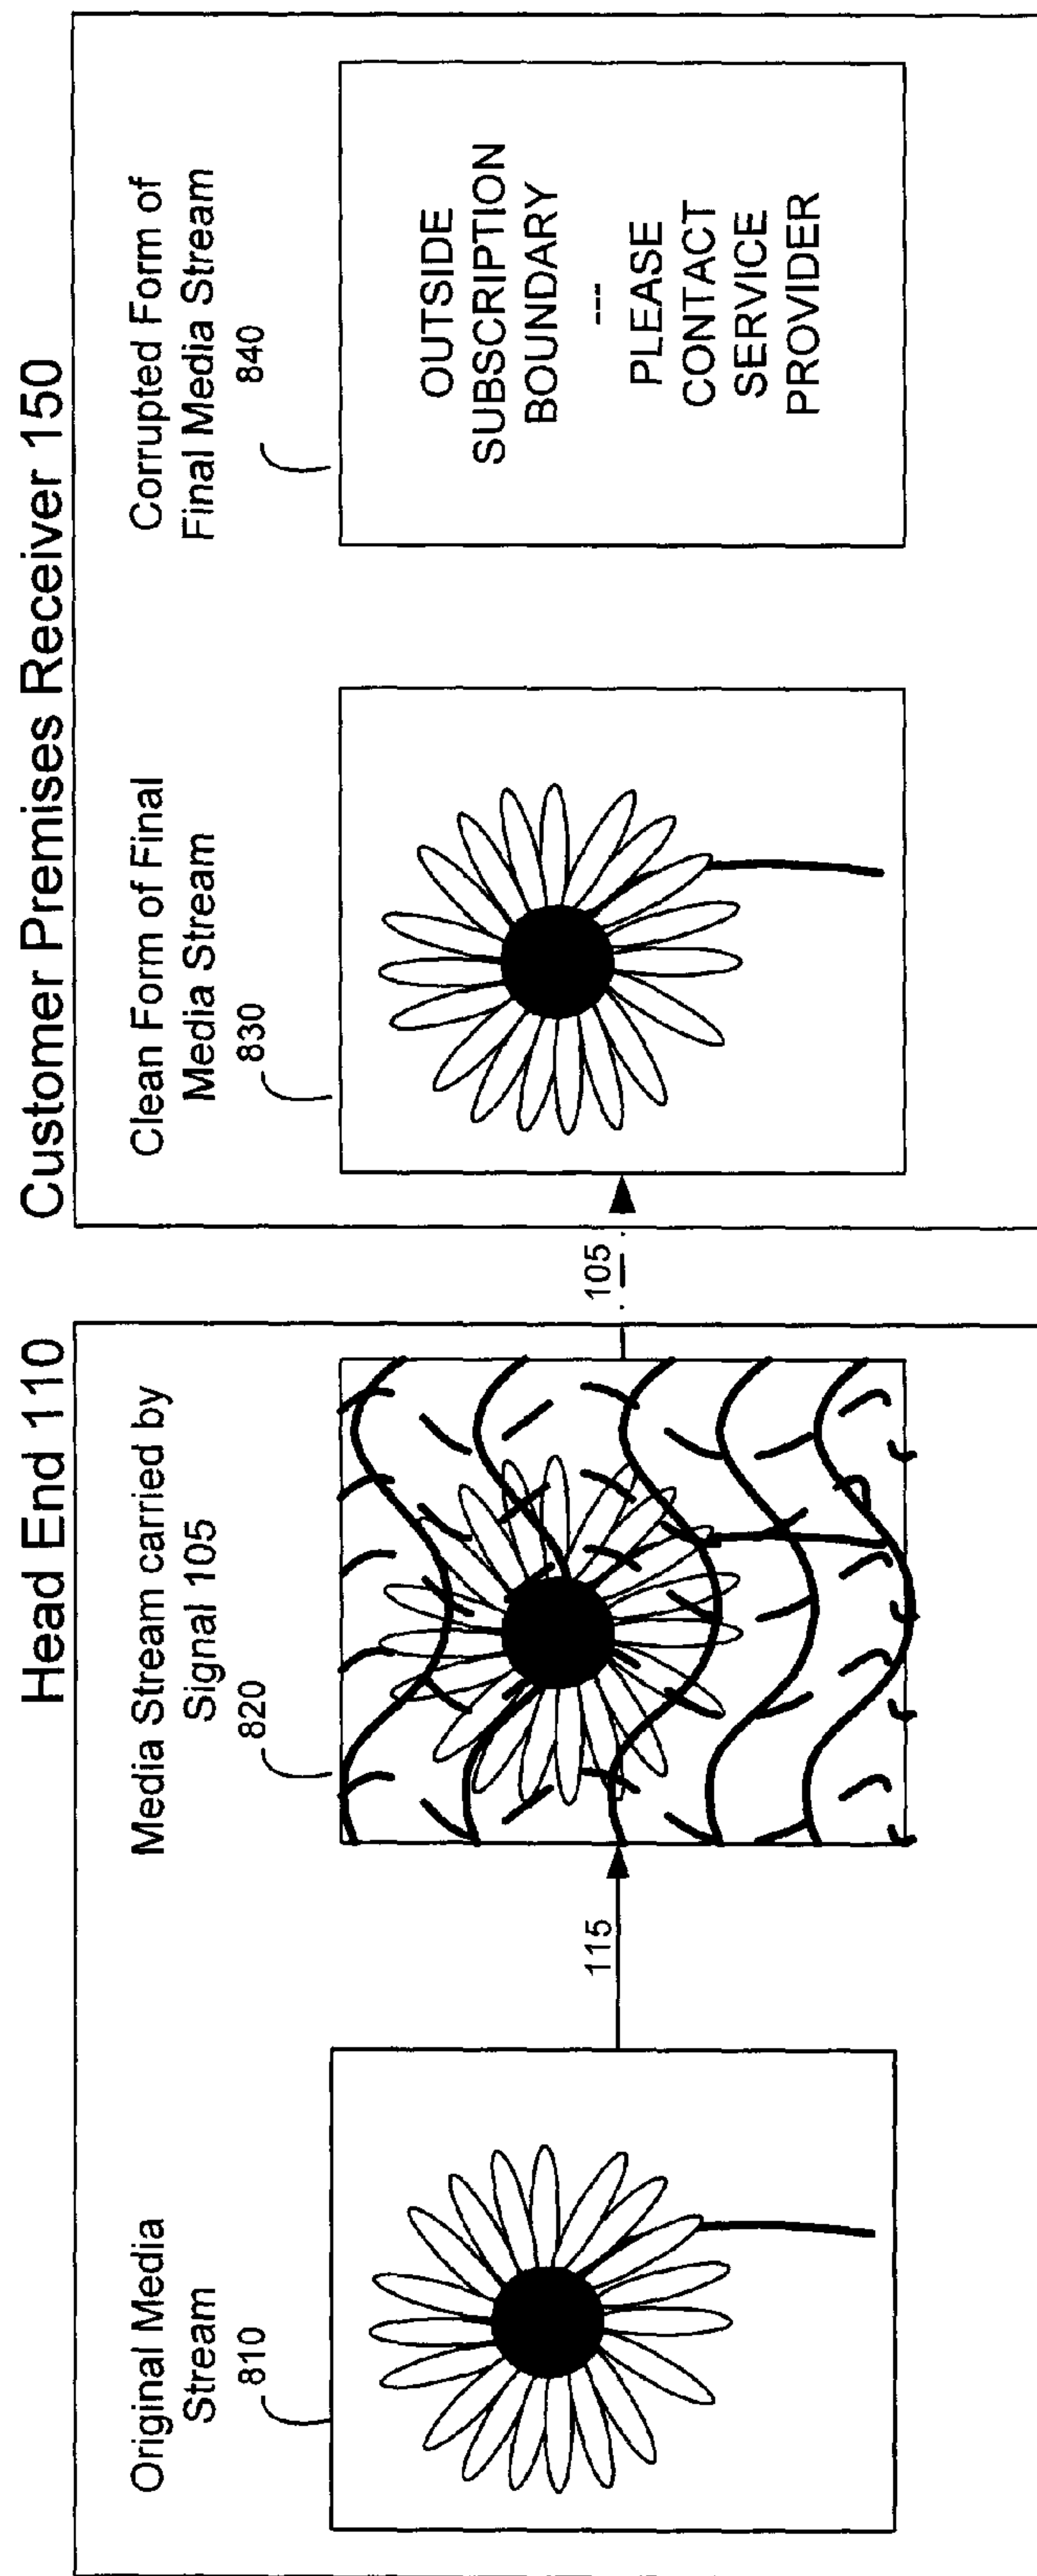 Head End 110
Original Media
Stream
810
115
Media Stream carried by
Signal 105
820
105
Customer Premises Receiver 150
Clean Form of Final
Media Stream
830
Corrupted Form of
Final Media Stream
840
OUTSIDE
SUBSCRIPTION
BOUNDARY
---
PLEASE
CONTACT
SERVICE
PROVIDER